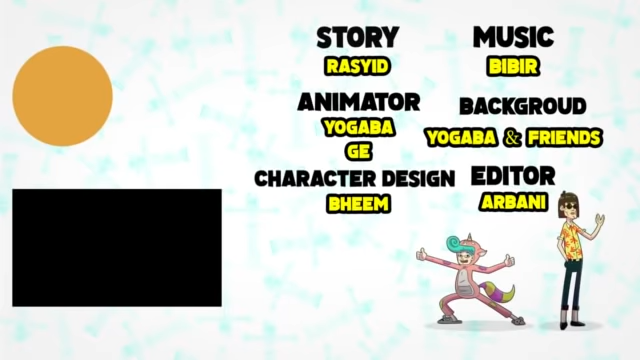 STORY
RASYID
MUSIC
BIBIR
ANIMATOR
YOGABA
GE
BACKGROUD
YOGABA & FRIENDS
CHARACTER DESIGN
BHEEM
EDITOR
ARBANI